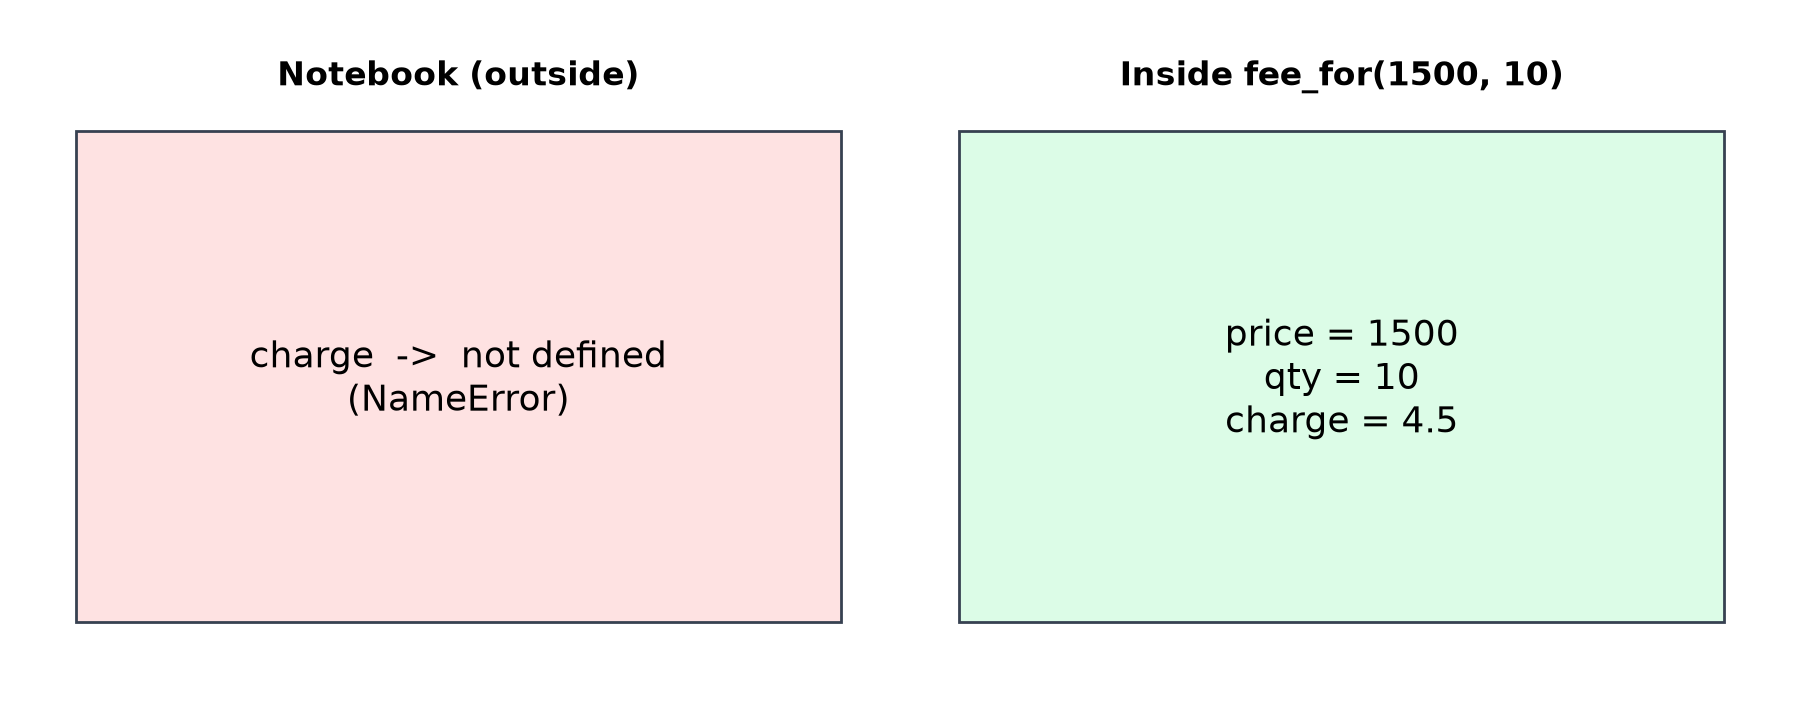 Notebook (outside)
charge  ->  not defined
(NameError)
Inside fee_for(1500, 10)
price = 1500
qty = 10
charge = 4.5